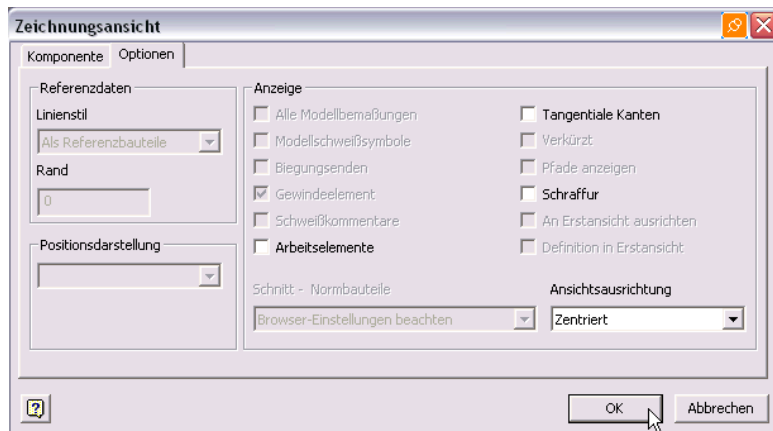 Zeichnungsansicht
Komponente
Optionen
Referenzdaten
Linienstil
Als Referenzbauteile
Rand
0
Positionsdarstellung
Anzeige
Alle Modellbemaßungen
Modellschweißsymbole
Biegungsenden
Gewindeelement
Schweißkommentare
Arbeitselemente
Tangentiale Kanten
Verkürzt
Pfade anzeigen
Schraffur
An Erstansicht ausrichten
Definition in Erstansicht
Schnitt - Normbauteile
Browser-Einstellungen beachten
Ansichtsausrichtung
Zentriert
?
OK
Abbrechen